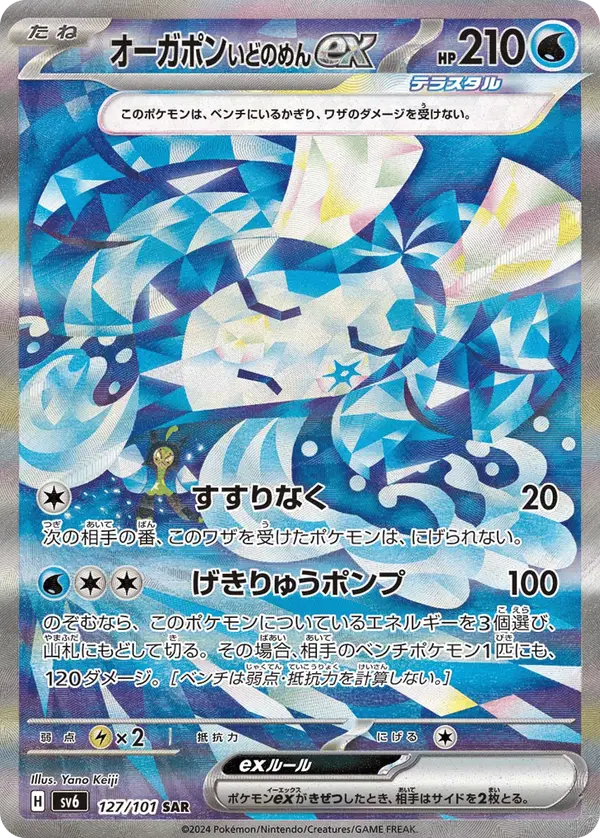 たね
オーガポンいどのめんex HP210
テラスタル
このポケモンは、ベンチにいるかぎり、ワザのダメージを受けない。
すすりなく 20
次の相手の番、このワザを受けたポケモンは、にげられない。
げきりゅうポンプ 100
のぞむなら、このポケモンについているエネルギーを3個選び、
山札にもどして切る。その場合、相手のベンチポケモン1匹にも、
120ダメージ。[ベンチは弱点・抵抗力を計算しない。]
弱点 ×2 抵抗力 にげる
Illus. Yano Keiji
exルール
H sv6 127/101 SAR
ポケモンexがきぜつしたとき、相手はサイドを2枚とる。
©2024 Pokémon/Nintendo/Creatures/GAME FREAK.